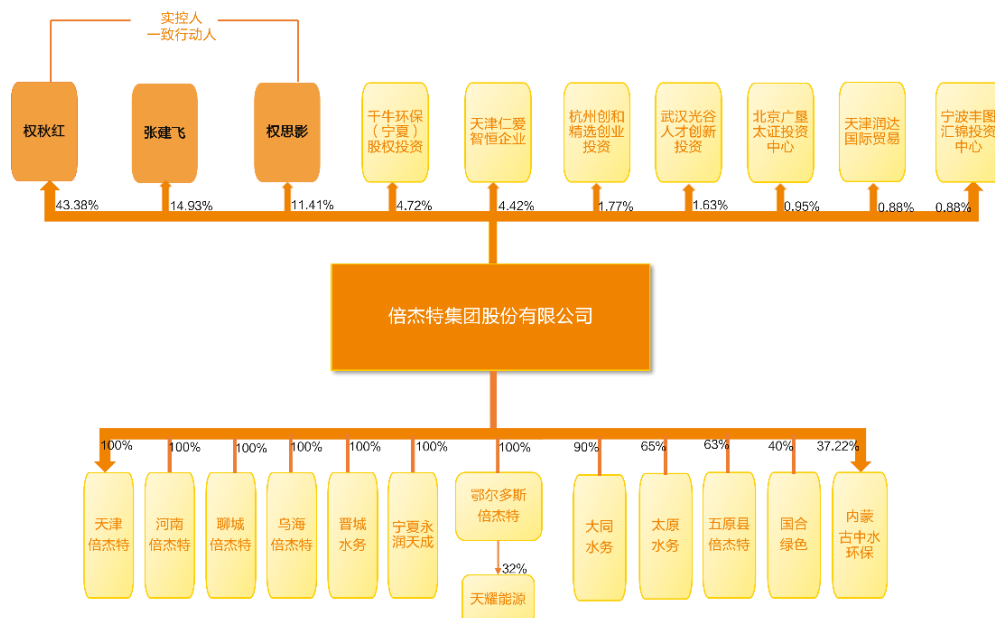 实控人
一致行动人
权秋红
张建飞
权思影
千牛环保
（宁夏）
股权投资
天津仁爱
智恒企业
杭州创和
精选创业
投资
武汉光谷
人才创新
投资
北京广垦
太证投资
中心
天津润达
国际贸易
宁波丰图
汇锦投资
中心
43.38%
14.93%
11.41%
4.72%
4.42%
1.77%
1.63%
0.95%
0.88%
0.88%
倍杰特集团股份有限公司
100%
100%
100%
100%
100%
100%
100%
90%
65%
63%
40%
37.22%
天津
倍杰特
河南
倍杰特
聊城
倍杰特
乌海
倍杰特
晋城
水务
宁夏永
润天成
鄂尔多斯
倍杰特
大同
水务
太原
水务
五原县
倍杰特
国合
绿色
内蒙
古中水
环保
32%
天耀能源